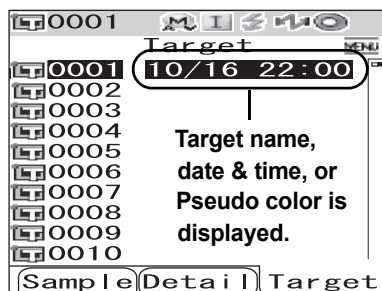 0001 M I
Target MENU
0001 10/16 22:00
0002
0003
0004
0005
0006
0007
0008
0009
0010
Target name,
date & time, or
Pseudo color is
displayed.
Sample Detail Target